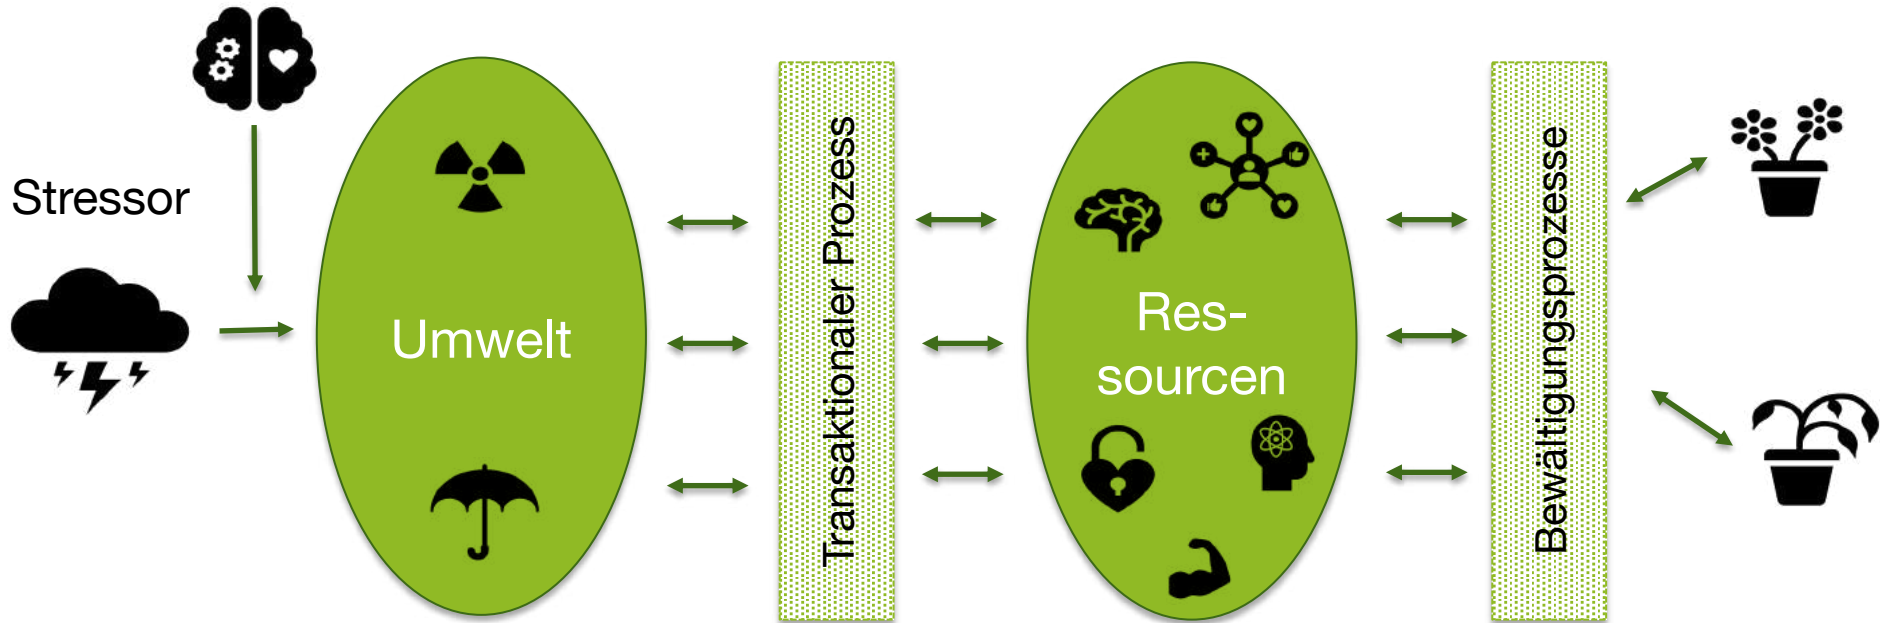 Stressor
Umwelt
Transaktionaler Prozess
Res-
sourcen
Bewältigungsprozesse